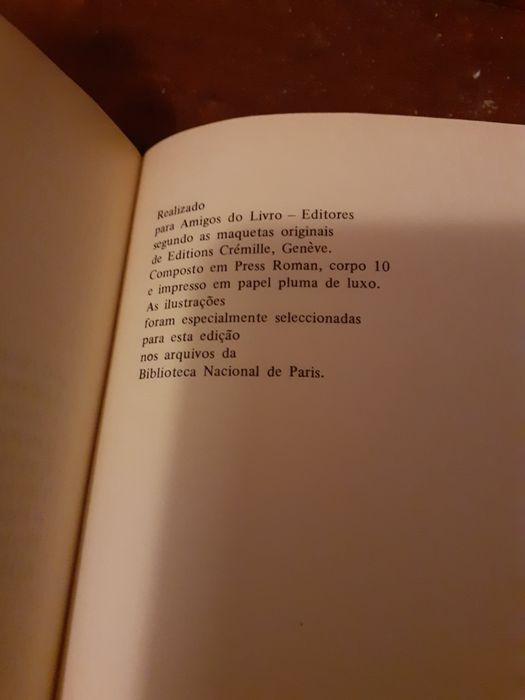 Realizado
para Amigos do Livro – Editores
segundo as maquetas originais
de Editions Crémille, Genève.
Composto em Press Roman, corpo 10
e impresso em papel pluma de luxo.
As ilustrações
foram especialmente seleccionadas
para esta edição
nos arquivos da
Biblioteca Nacional de Paris.